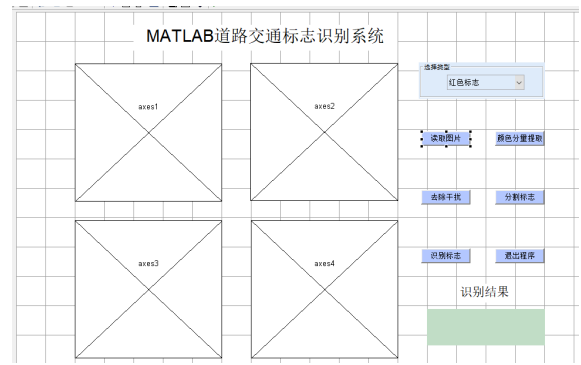 MATLAB道路交通标志识别系统
选择类型
红色标志
axes1
axes2
读取图片
颜色分量提取
去除干扰
分割标志
axes3
axes4
识别标志
退出程序
识别结果